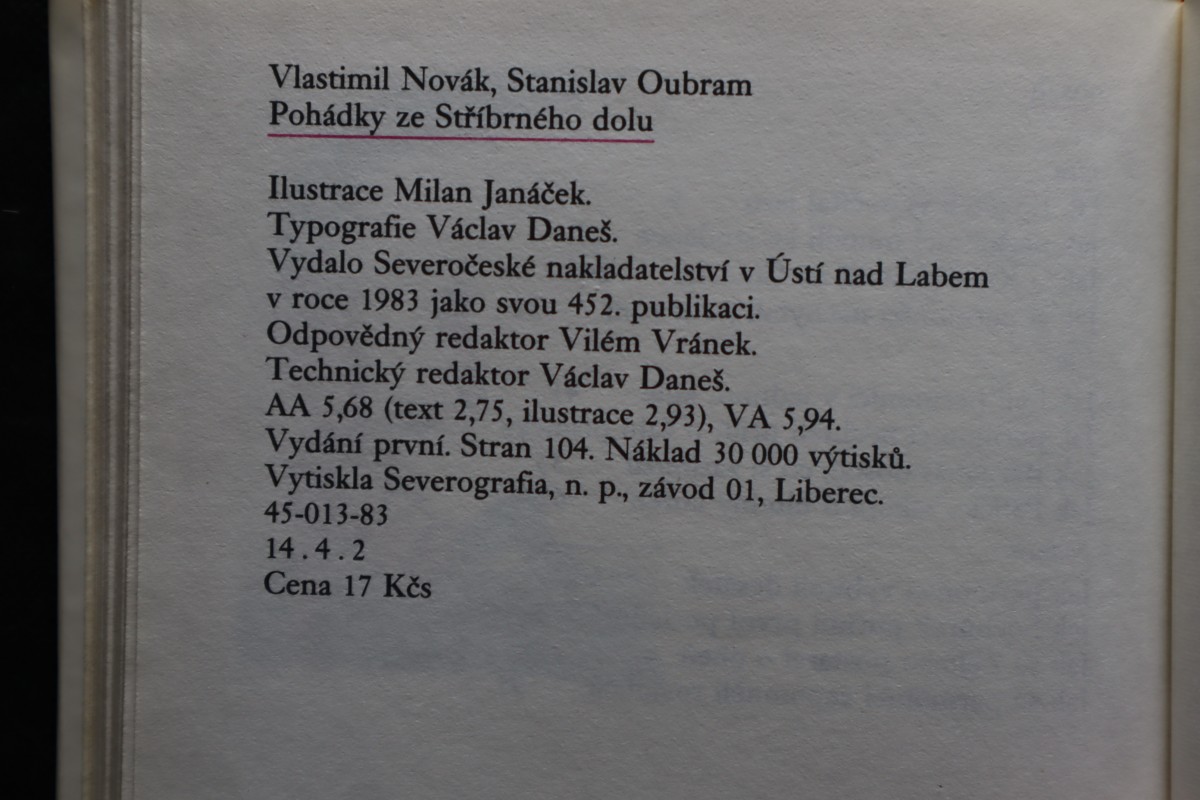 Vlastimil Novák, Stanislav Oubram
Pohádky ze Stříbrného dolu
Ilustrace Milan Janáček.
Typografie Václav Daneš.
Vydalo Severočeské nakladatelství v Ústí nad Labem
v roce 1983 jako svou 452. publikaci.
Odpovědný redaktor Vilém Vránek.
Technický redaktor Václav Daneš.
AA 5,68 (text 2,75, ilustrace 2,93), VA 5,94.
Vydání první. Stran 104. Náklad 30 000 výtisků.
Vytiskla Severografia, n. p., závod 01, Liberec.
45-013-83
14.4.2
Cena 17 Kčs